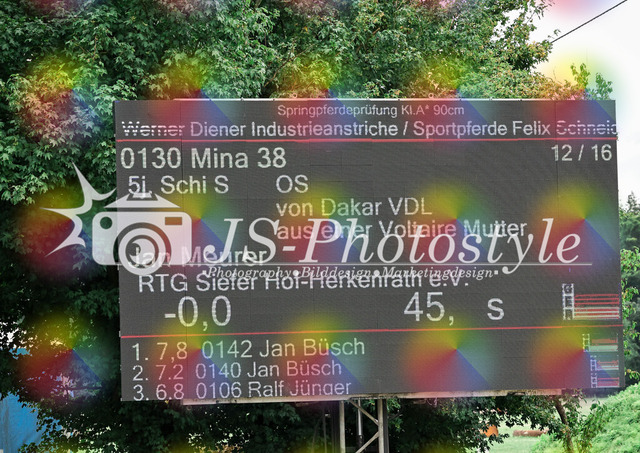 Springpferdeprüfung Kl.A* 90cm
Werner Diener Industrieanstriche / Sportpferde Felix Schneid
0130 Mina 38 12 / 16
5j. Schi S OS
von Dakar VDL
aus einer Voltaire Mutter
Jan Meurer
JS-Photostyle
Photography•Bilddesign•Marketingdesign•
RTG Siefer Hof-Herkenrath e.V.
-0,0 45, s
1. 7,8 0142 Jan Büsch
2. 7.2 0140 Jan Büsch
3. 6.8 0106 Ralf Jünger